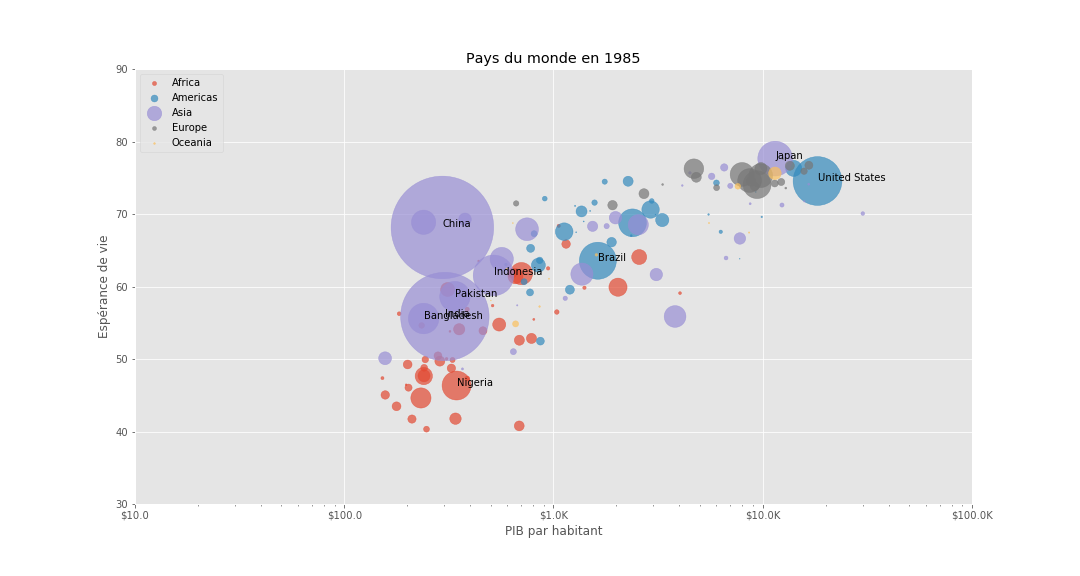 Pays du monde en 1985
90
80
70
60
50
40
30
Espérance de vie
Africa
Americas
Asia
Europe
Oceania
Japan
United States
China
Brazil
Indonesia
Pakistan
India
Bangladesh
Nigeria
$10.0
$100.0
$1.0K
$10.0K
$100.0K
PIB par habitant